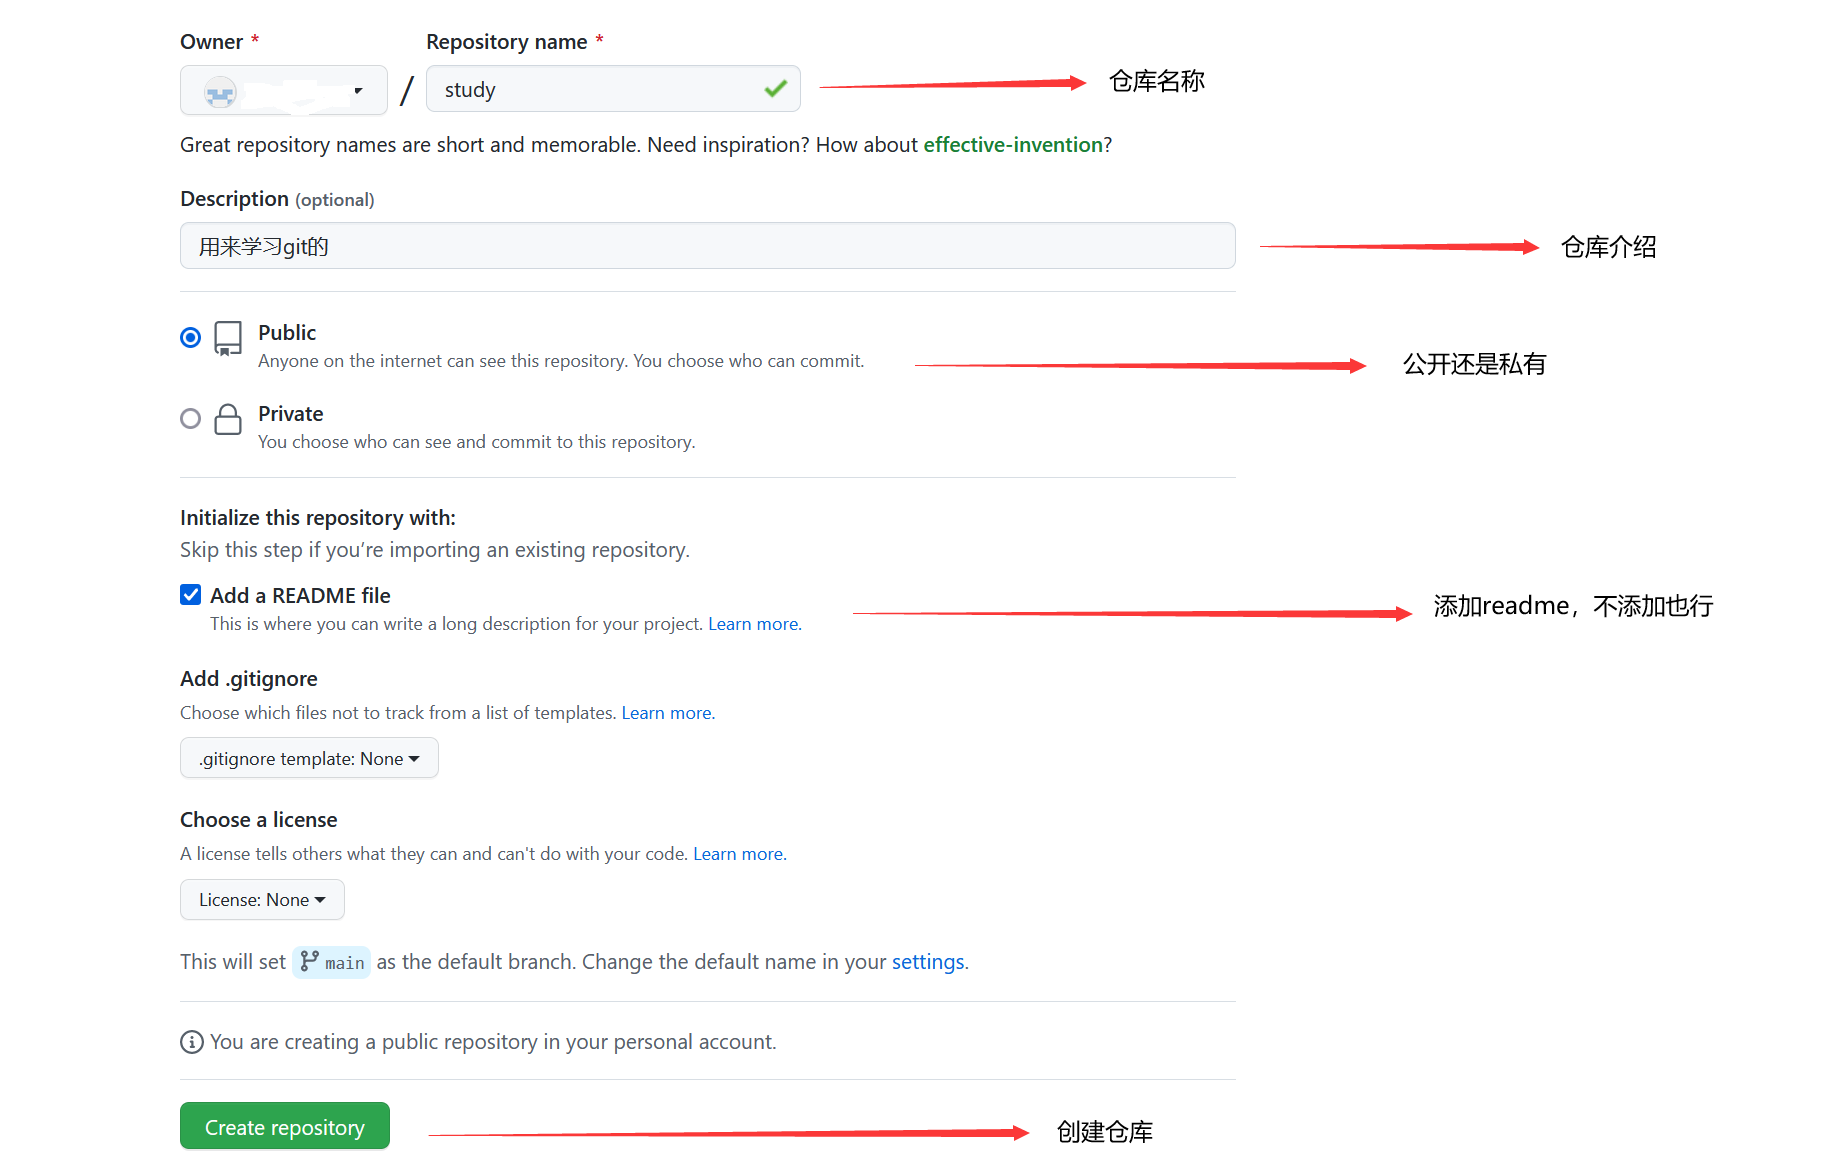 Owner * Repository name *
/ study 仓库名称
Great repository names are short and memorable. Need inspiration? How about effective-invention?
Description (optional)
用来学习git的 仓库介绍
Public
Anyone on the internet can see this repository. You choose who can commit. 公开还是私有
Private
You choose who can see and commit to this repository.
Initialize this repository with:
Skip this step if you’re importing an existing repository.
Add a README file
This is where you can write a long description for your project. Learn more. 添加readme，不添加也行
Add .gitignore
Choose which files not to track from a list of templates. Learn more.
.gitignore template: None
Choose a license
A license tells others what they can and can't do with your code. Learn more.
License: None
This will set main as the default branch. Change the default name in your settings.
You are creating a public repository in your personal account.
Create repository 创建仓库